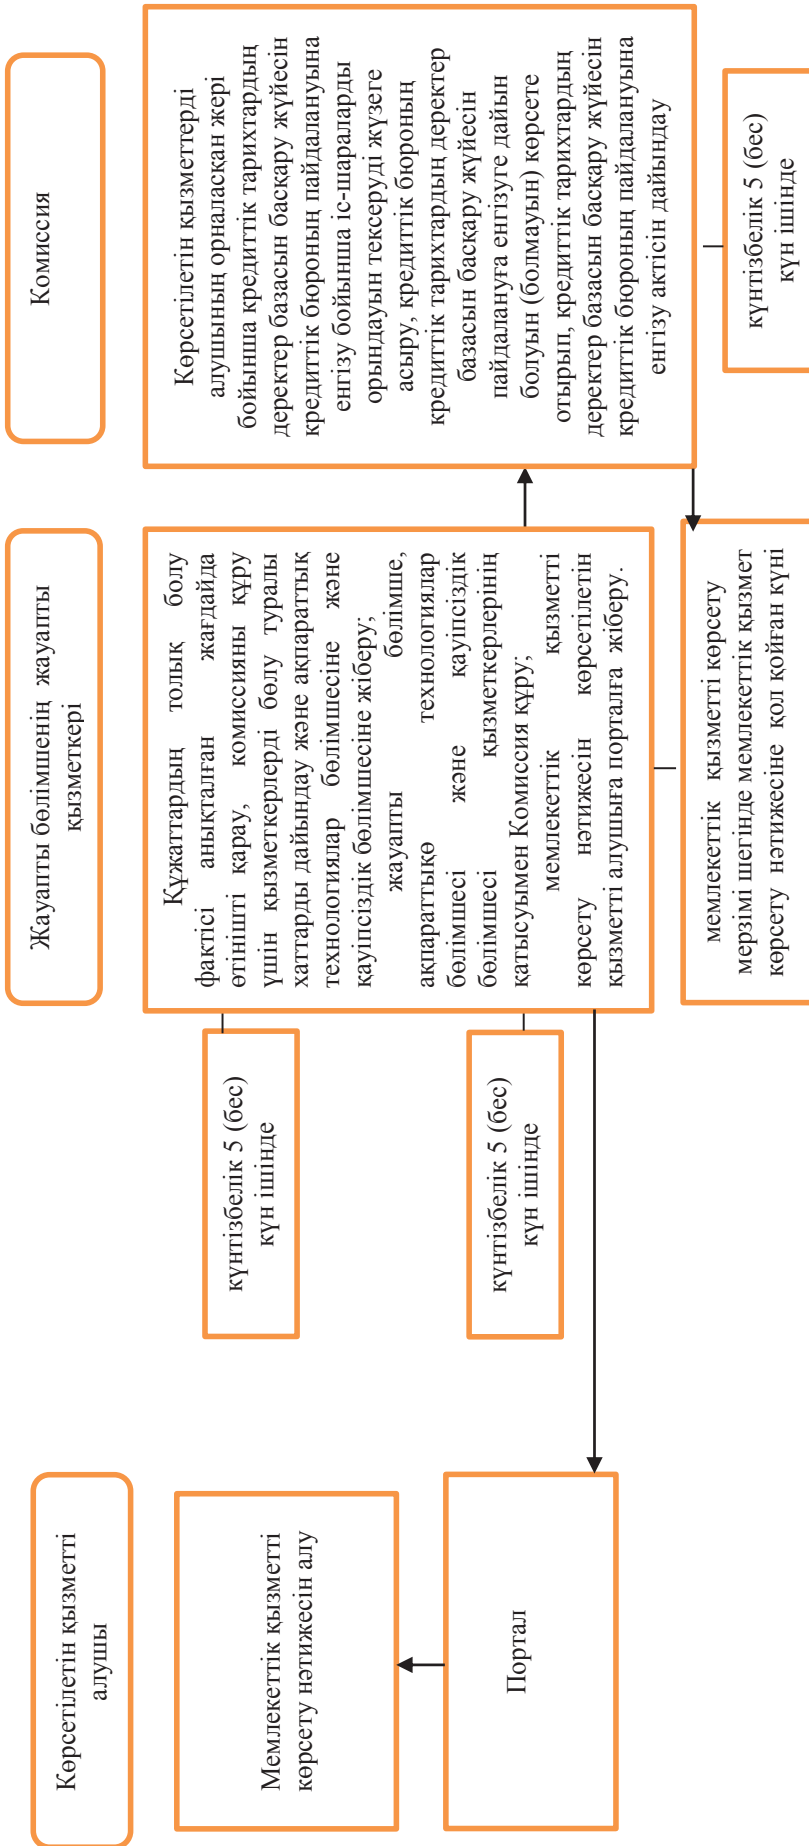 Көрсетілетін қызметті
алушы
Мемлекеттік қызметті
көрсету нәтижесін алу
Портал
Жауапты бөлімшенің жауапты
қызметкері
күнтізбелік 5 (бес)
күн ішінде
күнтізбелік 5 (бес)
күн ішінде
Құжаттардың толық болу
фактісі анықталған жағдайда
өтінішті қарау, комиссияны құру
үшін қызметкерлерді бөлу туралы
хаттарды дайындау және ақпараттық
технологиялар бөлімшесіне және
қауіпсіздік бөлімшесіне жіберу;
жауапты бөлімше,
ақпараттықө технологиялар
бөлімшесі және қауіпсіздік
бөлімшесі қызметкерлерінің
қатысуымен Комиссия құру;
мемлекеттік қызметті
көрсету нәтижесін көрсетілетін
қызметті алушыға порталға жіберу.
мемлекеттік қызметті көрсету
мерзімі шегінде мемлекеттік қызмет
көрсету нәтижесіне қол қойған күні
Комиссия
Көрсетілетін қызметтерді
алушының орналасқан жері
бойынша кредиттік тарихтардың
деректер базасын басқару жүйесін
кредиттік бюроның пайдалануына
енгізу бойынша іс-шараларды
орындауын тексеруді жүзеге
асыру, кредиттік бюроның
кредиттік тарихтардың деректер
базасын басқару жүйесін
пайдалануға енгізуге дайын
болуын (болмауын) көрсете
отырып, кредиттік тарихтардың
деректер базасын басқару жүйесін
кредиттік бюроның пайдалануына
енгізу актісін дайындау
күнтізбелік 5 (бес)
күн ішінде